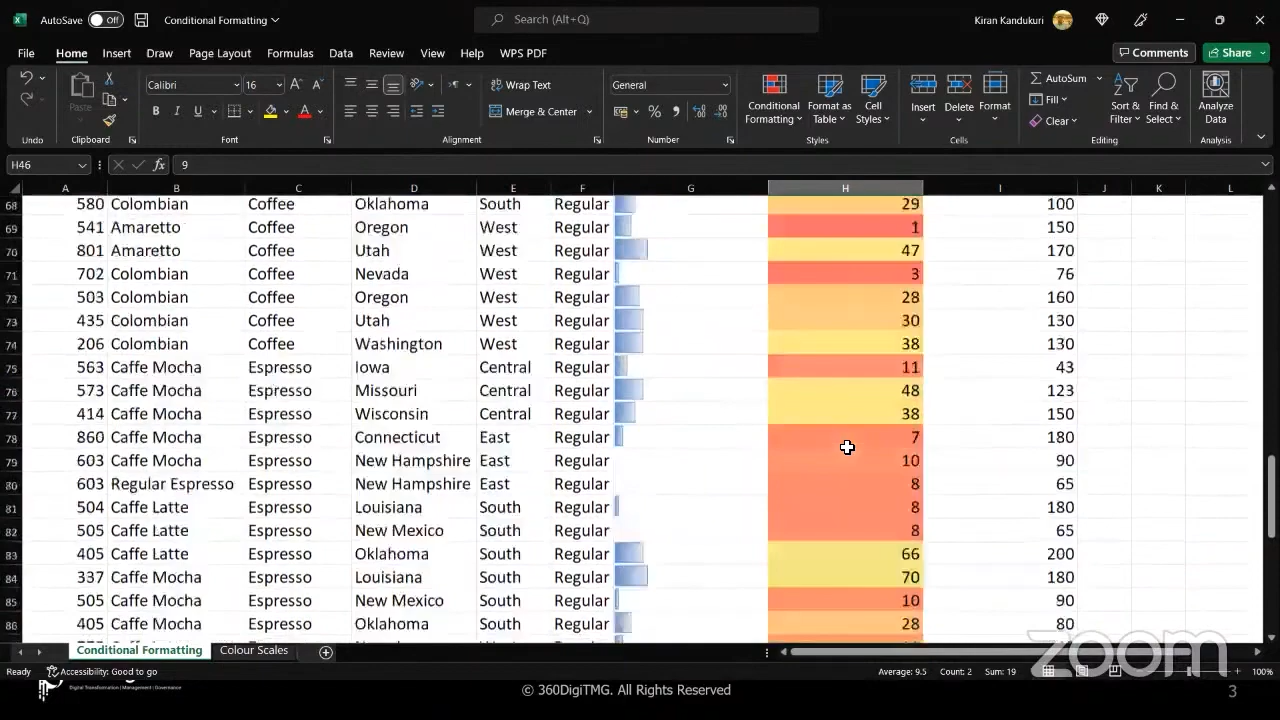 AutoSave Off Conditional Formatting Search (Alt+Q) Kiran Kandukuri
File Home Insert Draw Page Layout Formulas Data Review View Help WPS PDF Comments Share
Calibri 16 Wrap Text General AutoSum
Paste B I U Merge & Center Conditional Formatting Format as Table Cell Styles Insert Delete Format Fill Clear Sort & Filter Find & Select Analyze Data
Undo Clipboard Font Alignment Number Styles Cells Editing Analysis
H46 fx 9
A B C D E F G H I J K L
68 580 Colombian Coffee Oklahoma South Regular 29 100
69 541 Amaretto Coffee Oregon West Regular 1 150
70 801 Amaretto Coffee Utah West Regular 47 170
71 702 Colombian Coffee Nevada West Regular 3 76
72 503 Colombian Coffee Oregon West Regular 28 160
73 435 Colombian Coffee Utah West Regular 30 130
74 206 Colombian Coffee Washington West Regular 38 130
75 563 Caffe Mocha Espresso Iowa Central Regular 11 43
76 573 Caffe Mocha Espresso Missouri Central Regular 48 123
77 414 Caffe Mocha Espresso Wisconsin Central Regular 38 150
78 860 Caffe Mocha Espresso Connecticut East Regular 7 180
79 603 Caffe Mocha Espresso New Hampshire East Regular 10 90
80 603 Regular Espresso Espresso New Hampshire East Regular 8 65
81 504 Caffe Latte Espresso Louisiana South Regular 8 180
82 505 Caffe Latte Espresso New Mexico South Regular 8 65
83 405 Caffe Latte Espresso Oklahoma South Regular 66 200
84 337 Caffe Mocha Espresso Louisiana South Regular 70 180
85 505 Caffe Mocha Espresso New Mexico South Regular 10 90
86 405 Caffe Mocha Espresso Oklahoma South Regular 28 80
Conditional Formatting Colour Scales
zoom
Ready Accessibility: Good to go Average: 9.5 Count: 2 Sum: 19 100%
Digital Transformation | Management | Governance
© 360DigiTMG. All Rights Reserved 3